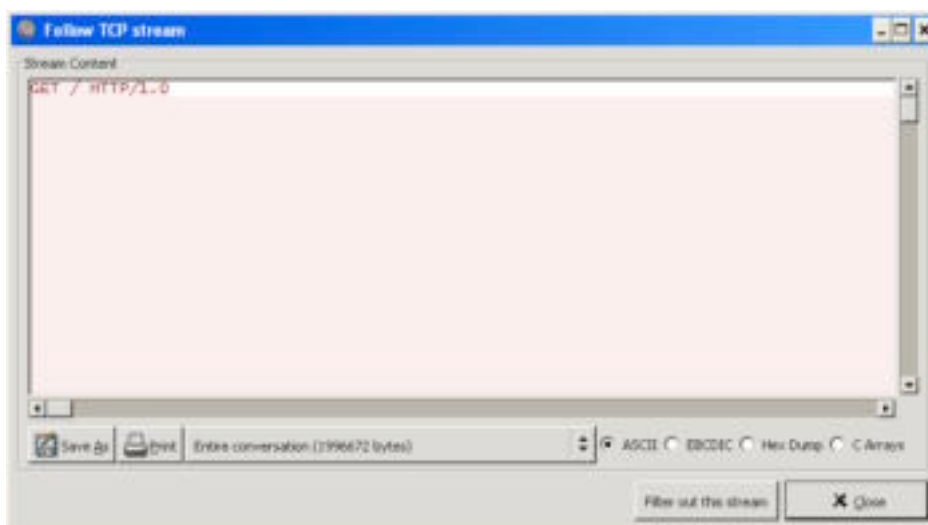 Follow TCP stream
Stream Content
GET / HTTP/1.0
Save As
Print
Entire conversation (1996672 bytes)
ASCII
EBCDIC
Hex Dump
C Arrays
Filter out this stream
Close